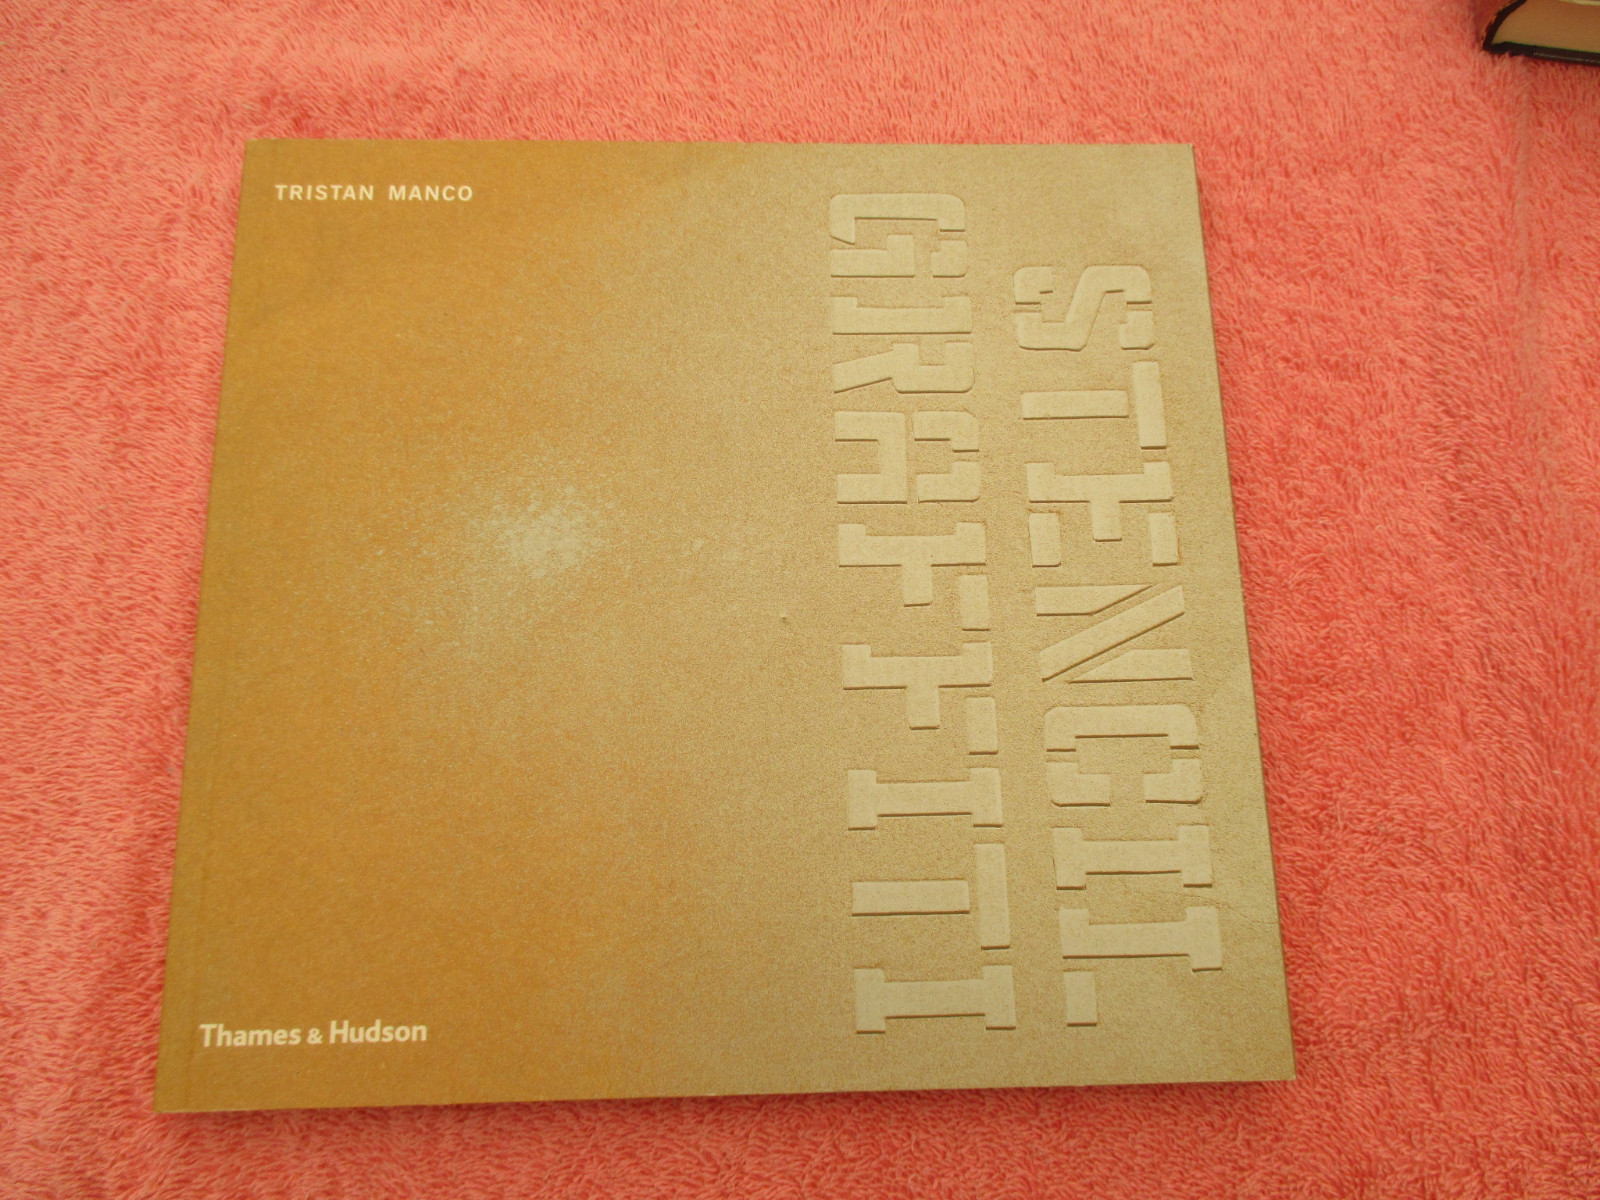 TRISTAN MANCO
STENCIL
GRAFFITI
Thames & Hudson